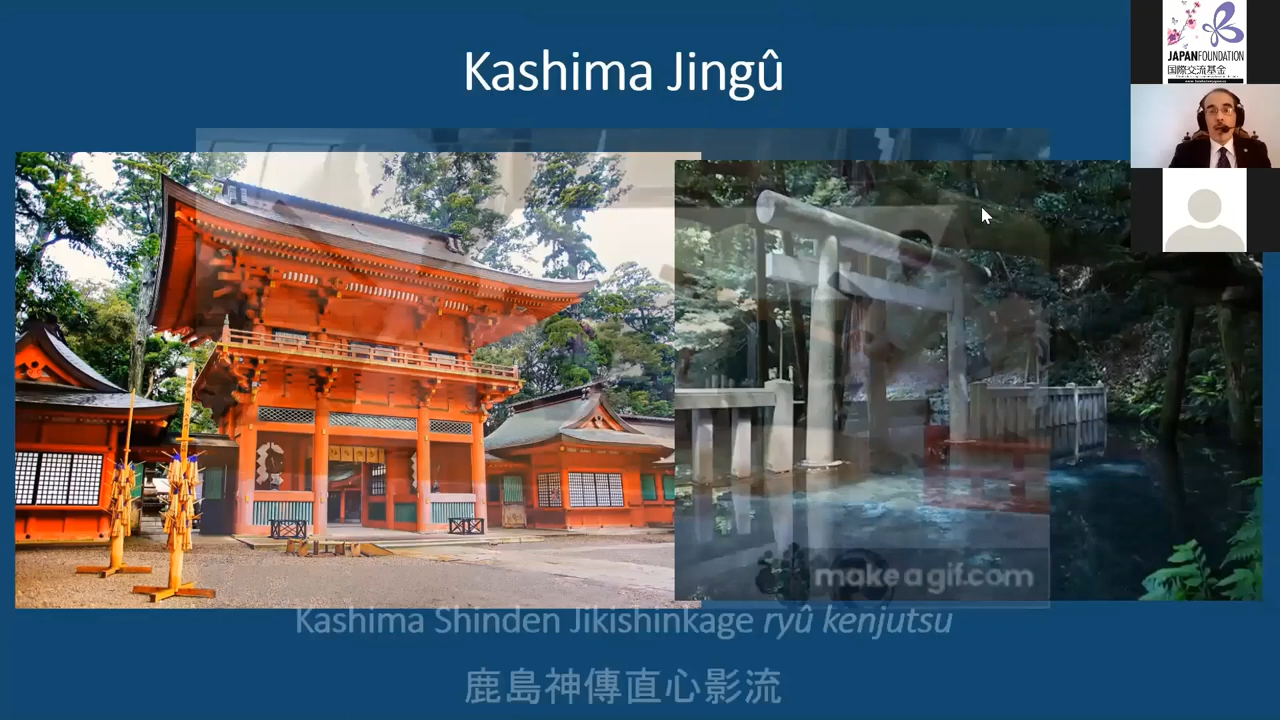 Kashima Jingû
JAPANFOUNDATION
国際交流基金
makeagif.com
Kashima Shinden Jikishinkage ryû kenjutsu
鹿島神傳直心影流